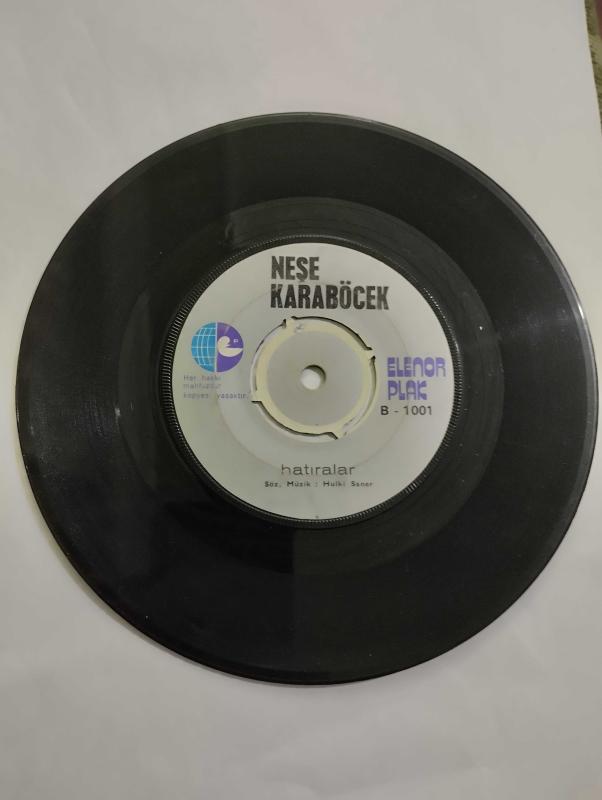 NEŞE
KARABÖCEK
Her hakkı
mahfuzdur
kopyesi yasaktır.
ELENOR
PLAK
B - 1001
hatıralar
Söz, Müzik : Hulki Saner